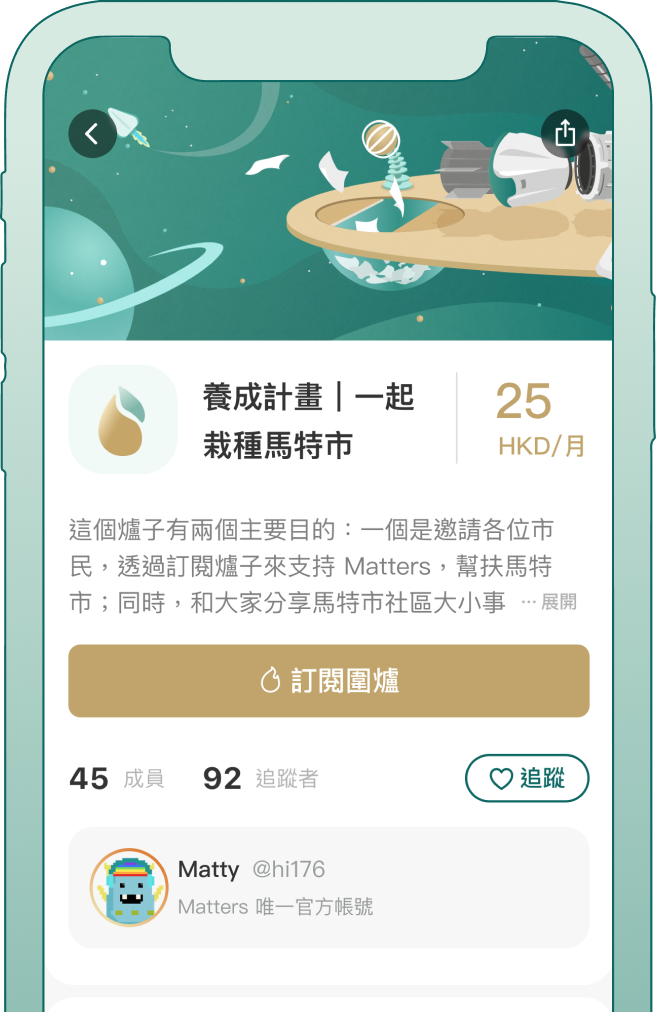 養成計畫｜一起
栽種馬特市
25
HKD/月
這個爐子有兩個主要目的：一個是邀請各位市
民，透過訂閱爐子來支持 Matters，幫扶馬特
市；同時，和大家分享馬特市社區大小事 … 展開
訂閱圍爐
45 成員 92 追蹤者
追蹤
Matty @hi176
Matters 唯一官方帳號